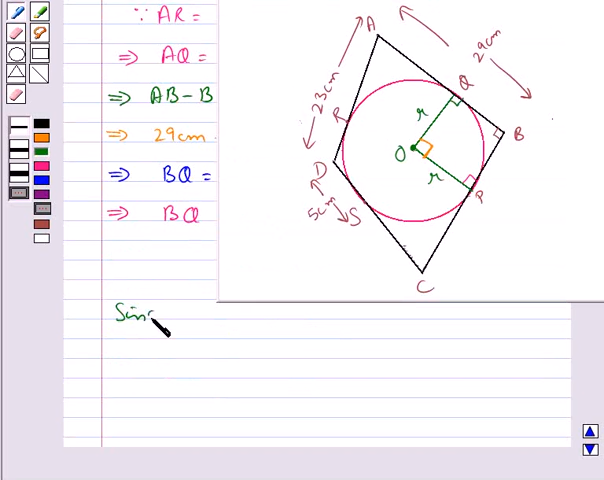 ∵ AR =
⇒ AQ =
⇒ AB – B
⇒ 29cm
⇒ BQ =
⇒ BQ
Sin
A
29cm
23cm
Q
R
r
B
O
D
r
P
5cm
S
C